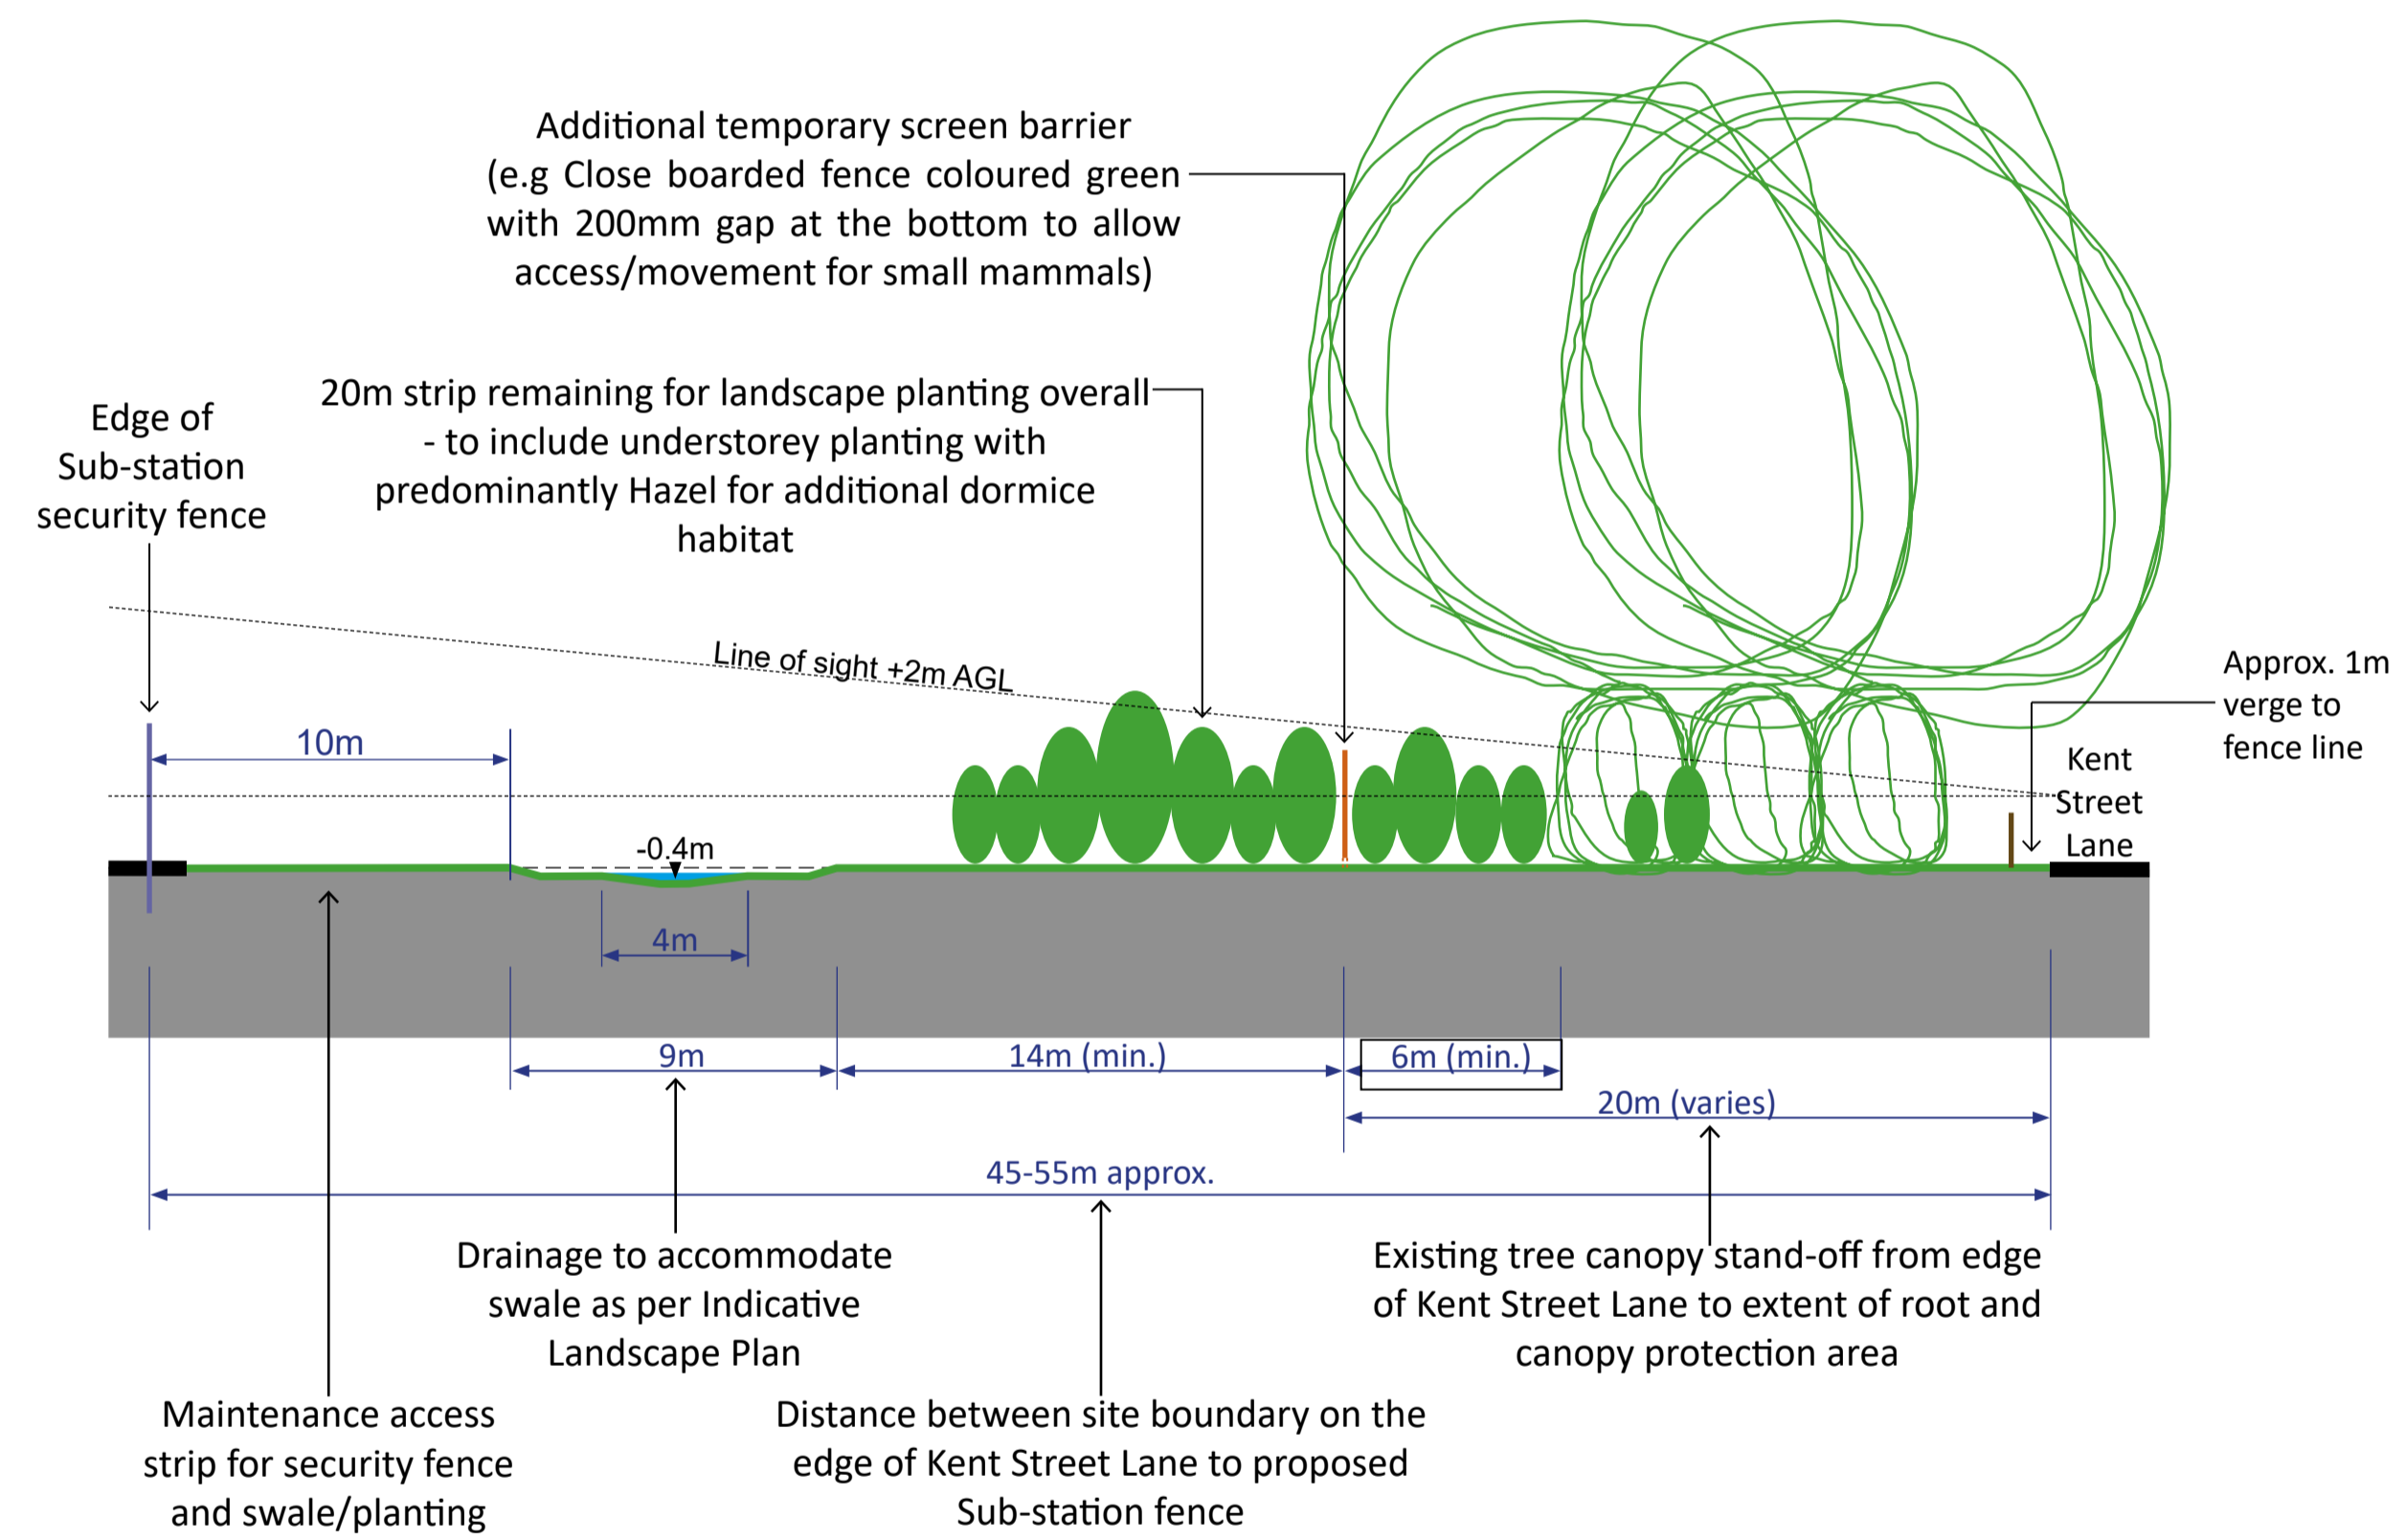 Additional temporary screen barrier
(e.g Close boarded fence coloured green
with 200mm gap at the bottom to allow
access/movement for small mammals)
20m strip remaining for landscape planting overall
- to include understorey planting with
predominantly Hazel for additional dormice
habitat
Edge of
Sub-station
security fence
Line of sight +2m AGL
Approx. 1m
verge to
fence line
Kent
Street
Lane
10m
-0.4m
4m
9m
14m (min.)
6m (min.)
20m (varies)
45-55m approx.
Drainage to accommodate
swale as per Indicative
Landscape Plan
Existing tree canopy stand-off from edge
of Kent Street Lane to extent of root and
canopy protection area
Maintenance access
strip for security fence
and swale/planting
Distance between site boundary on the
edge of Kent Street Lane to proposed
Sub-station fence